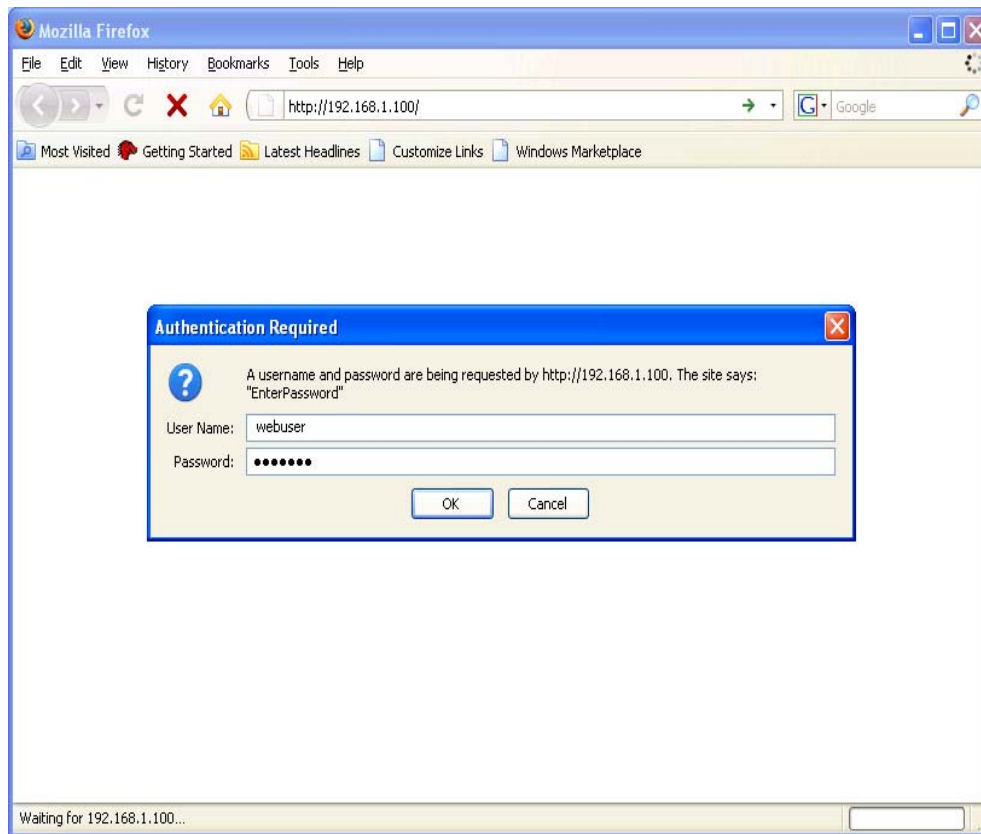 Mozilla Firefox
File Edit View History Bookmarks Tools Help
http://192.168.1.100/ G Google
Most Visited Getting Started Latest Headlines Customize Links Windows Marketplace
Authentication Required
A username and password are being requested by http://192.168.1.100. The site says:
"EnterPassword"
User Name: webuser
Password: •••••••
OK Cancel
Waiting for 192.168.1.100...